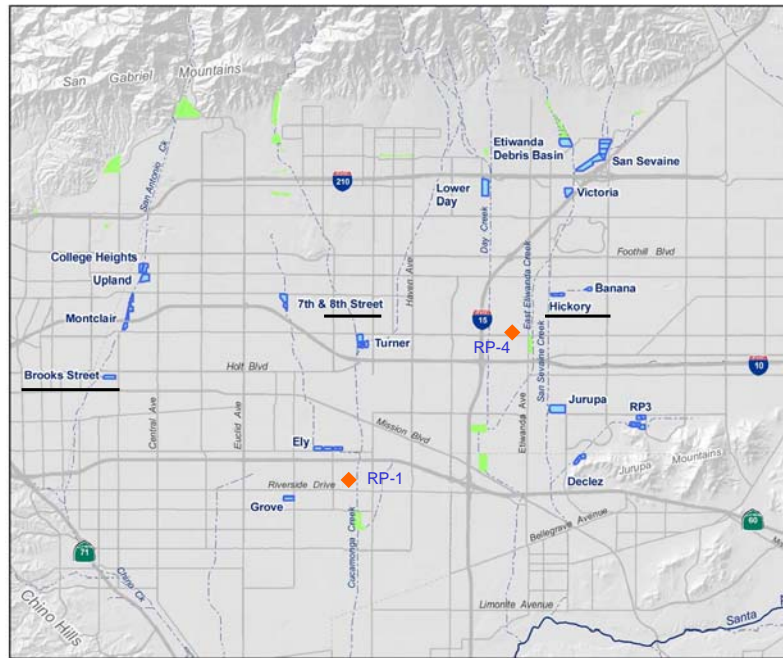 San Gabriel Mountains
San Antonio Ck
Etiwanda
Debris Basin
San Sevaine
210
Lower
Day
Victoria
Day Creek
College Heights
Upland
Haven Ave
East Etiwanda Creek
Foothill Blvd
Montclair
7th & 8th Street
Banana
Hickory
15
RP-4
San Sevaine Creek
Turner
Holt Blvd
10
Brooks Street
Central Ave
Euclid Ave
Mission Blvd
Etiwanda Ave
Jurupa
RP3
Ely
Jurupa Mountains
Declez
RP-1
Riverside Drive
Grove
Cucamonga Creek
Bellegrave Avenue
60
71
Chino Ck
Chino Hills
Limonite Avenue
Santa